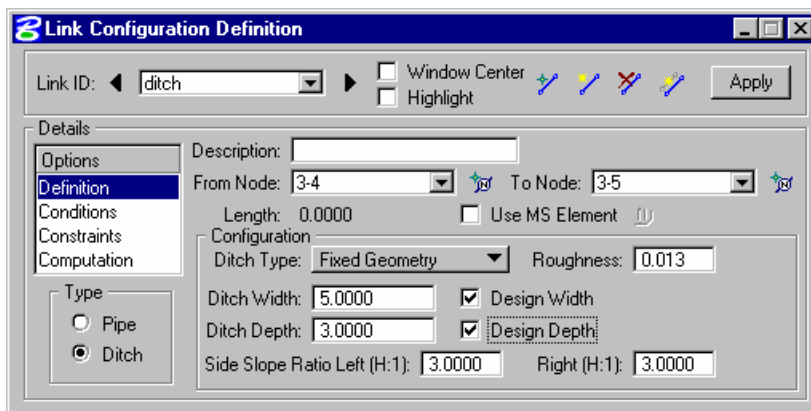 Link Configuration Definition
Link ID: ditch Window Center
Highlight
Apply
Details
Options
Definition
Conditions
Constraints
Computation
Description:
From Node: 3-4 To Node: 3-5
Length: 0.0000 Use MS Element
Configuration
Ditch Type: Fixed Geometry Roughness: 0.013
Ditch Width: 5.0000 Design Width
Ditch Depth: 3.0000 Design Depth
Side Slope Ratio Left (H:1): 3.0000 Right (H:1): 3.0000
Type
Pipe
Ditch